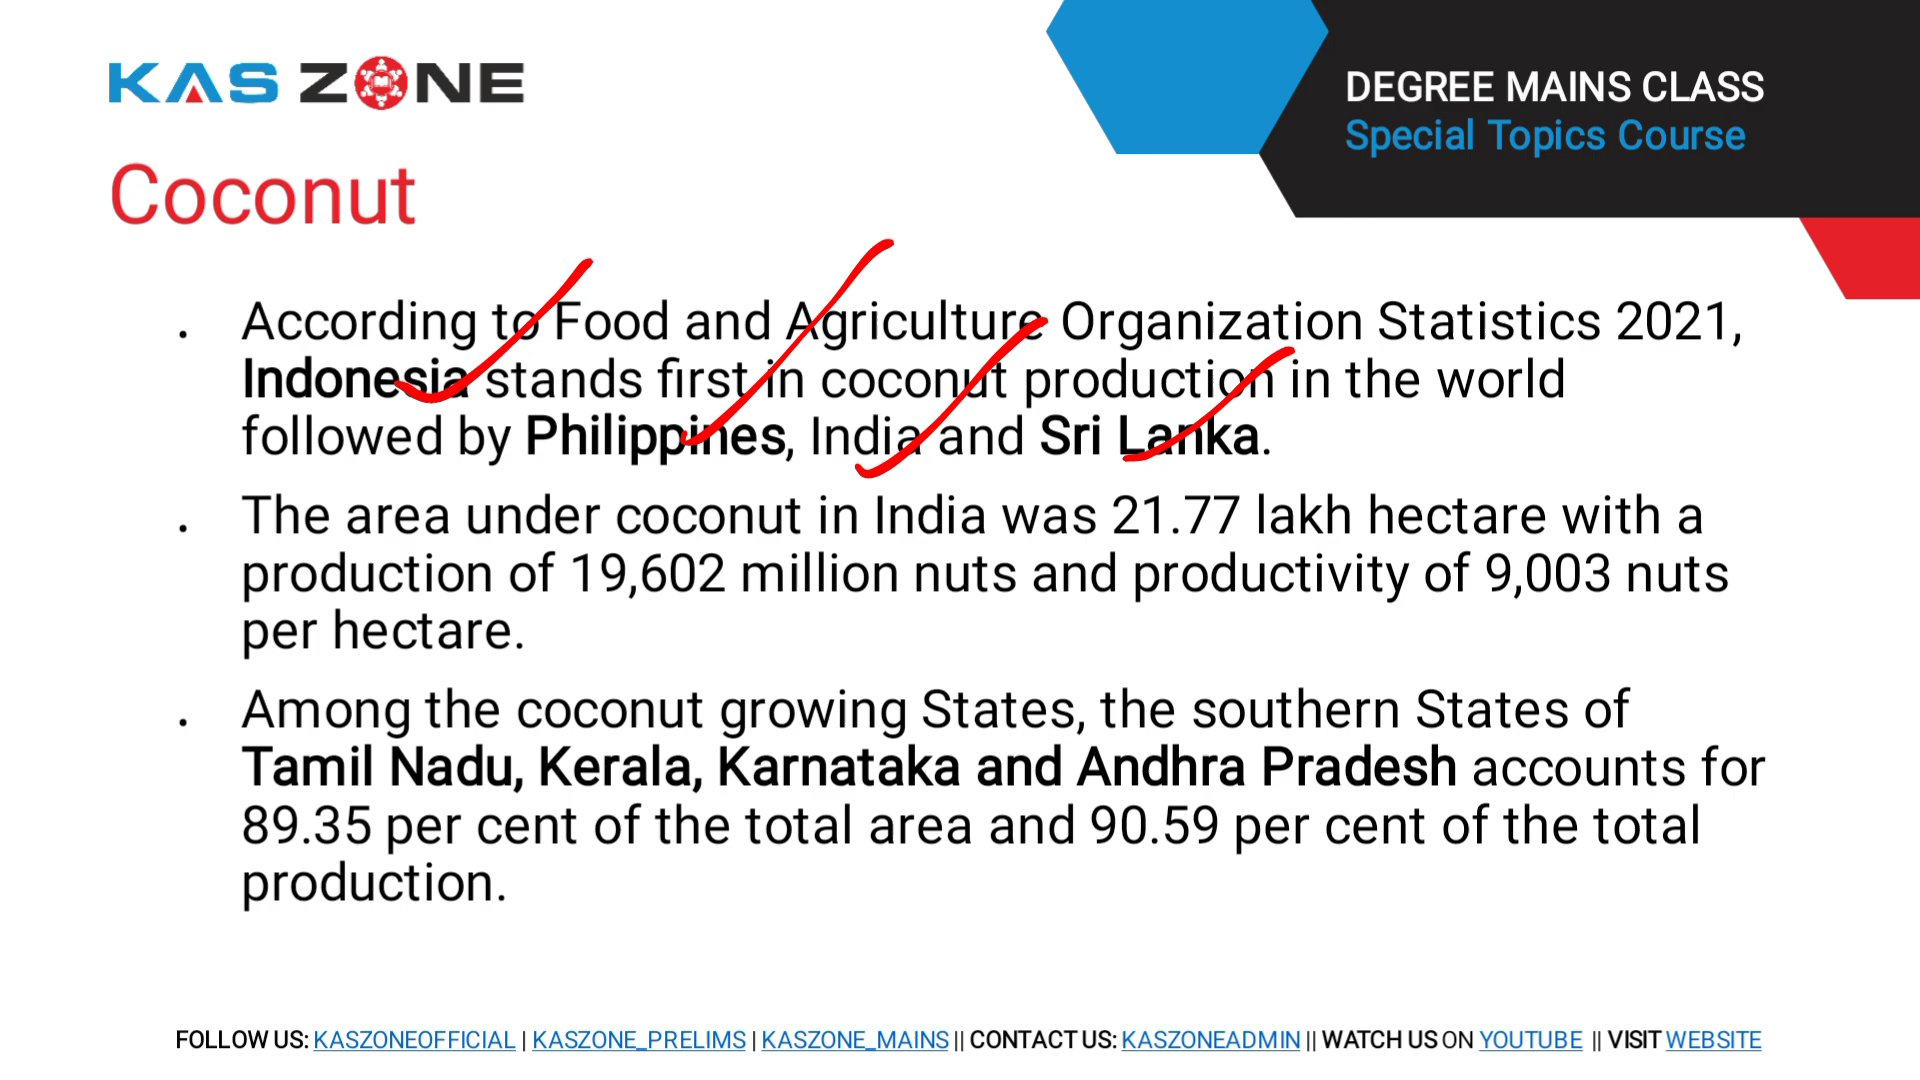 KAS ZONE
DEGREE MAINS CLASS
Special Topics Course
Coconut
. According to Food and Agriculture Organization Statistics 2021,
Indonesia stands first in coconut production in the world
followed by Philippines, India and Sri Lanka.
. The area under coconut in India was 21.77 lakh hectare with a
production of 19,602 million nuts and productivity of 9,003 nuts
per hectare.
. Among the coconut growing States, the southern States of
Tamil Nadu, Kerala, Karnataka and Andhra Pradesh accounts for
89.35 per cent of the total area and 90.59 per cent of the total
production.
FOLLOW US: KASZONEOFFICIAL | KASZONE_PRELIMS | KASZONE_MAINS || CONTACT US: KASZONEADMIN || WATCH US ON YOUTUBE || VISIT WEBSITE